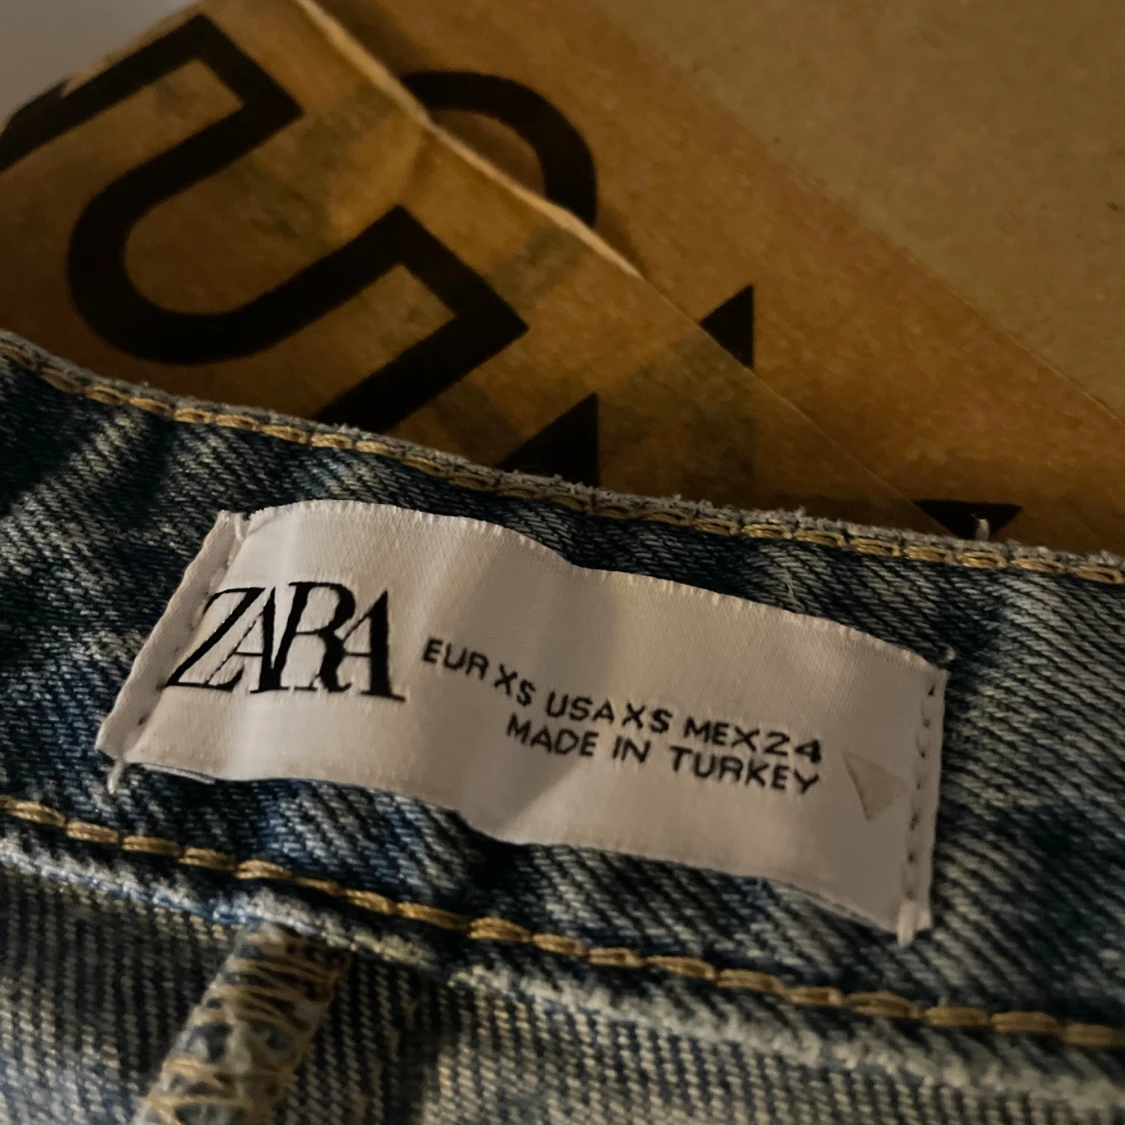 ZARA
EUR XS USA XS MEX 24
MADE IN TURKEY